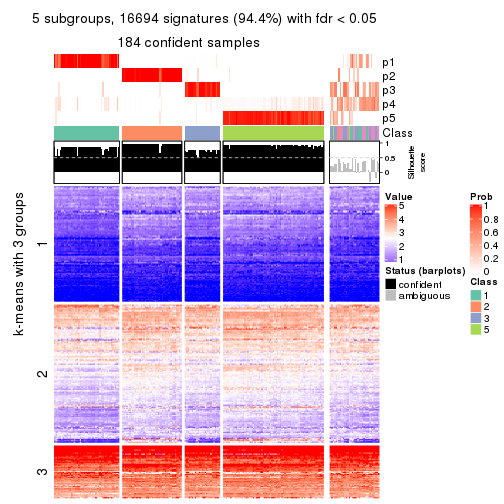 5 subgroups, 16694 signatures (94.4%) with fdr < 0.05
184 confident samples
p1
p2
p3
p4
p5
Class
1
0.5
0
Silhouette
score
k-means with 3 groups
1
2
3
Value
5
4
3
2
1
Status (barplots)
confident
ambiguous
Prob
1
0.8
0.6
0.4
0.2
0
Class
1
2
3
5